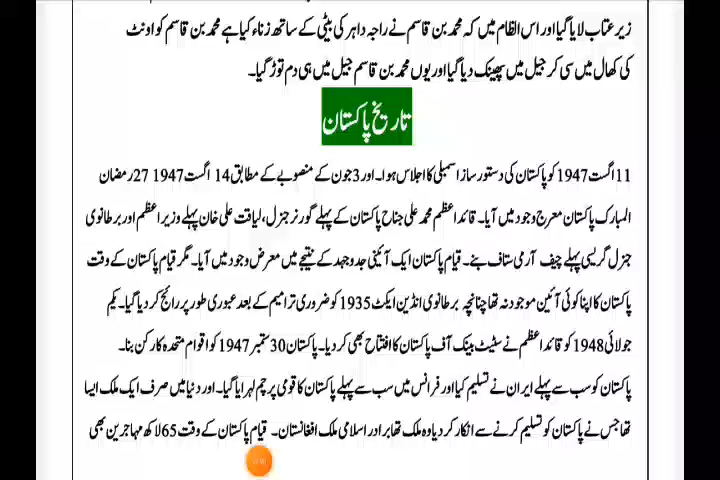 زیر عتاب لایا گیا اور اس الظام میں کہ محمد بن قاسم نے راجہ داہر کی بیٹی کے ساتھ زناء کیا ہے محمد بن قاسم کو اونٹ
کی کھال میں سی کر جیل میں پھینک دیا گیا اور یوں محمد بن قاسم جیل میں ہی دم توڑ گیا۔
تاریخ پاکستان
11 اگست 1947 کو پاکستان کی دستور ساز اسمبلی کا اجلاس ہوا۔ اور 3 جون کے منصوبے کے مطابق 14 اگست 1947 27 رمضان
المبارک پاکستان معرج وجود میں آیا۔ قائد اعظم محمد علی جناح پاکستان کے پہلے گورنر جنرل، لیاقت علی خان پہلے وزیر اعظم اور برطانوی
جنرل گریسی پہلے چیف آرمی سٹاف بنے۔ قیام پاکستان ایک آئینی جدوجہد کے نتیجے میں معرض وجود میں آیا۔ مگر قیام پاکستان کے وقت
پاکستان کا اپنا کوئی آئین موجود نہ تھا چنانچہ برطانوی انڈین ایکٹ 1935 کو ضروری ترامیم کے بعد عبوری طور پر رائج کر دیا گیا۔ یکم
جولائی 1948 کو قائد اعظم نے سٹیٹ بینک آف پاکستان کا افتتاح بھی کر دیا۔ پاکستان 30 ستمبر 1947 کو اقوام متحدہ کا رکن بنا۔
پاکستان کو سب سے پہلے ایران نے تسلیم کیا اور فرانس میں سب سے پہلے پاکستان کا قومی پرچم لہرایا گیا۔ اور دنیا میں صرف ایک ملک ایسا
تھا جس نے پاکستان کو تسلیم کرنے سے انکار کر دیا وہ ملک تھا برادر اسلامی ملک افغانستان۔ قیام پاکستان کے وقت 65 لاکھ مہاجرین بھی